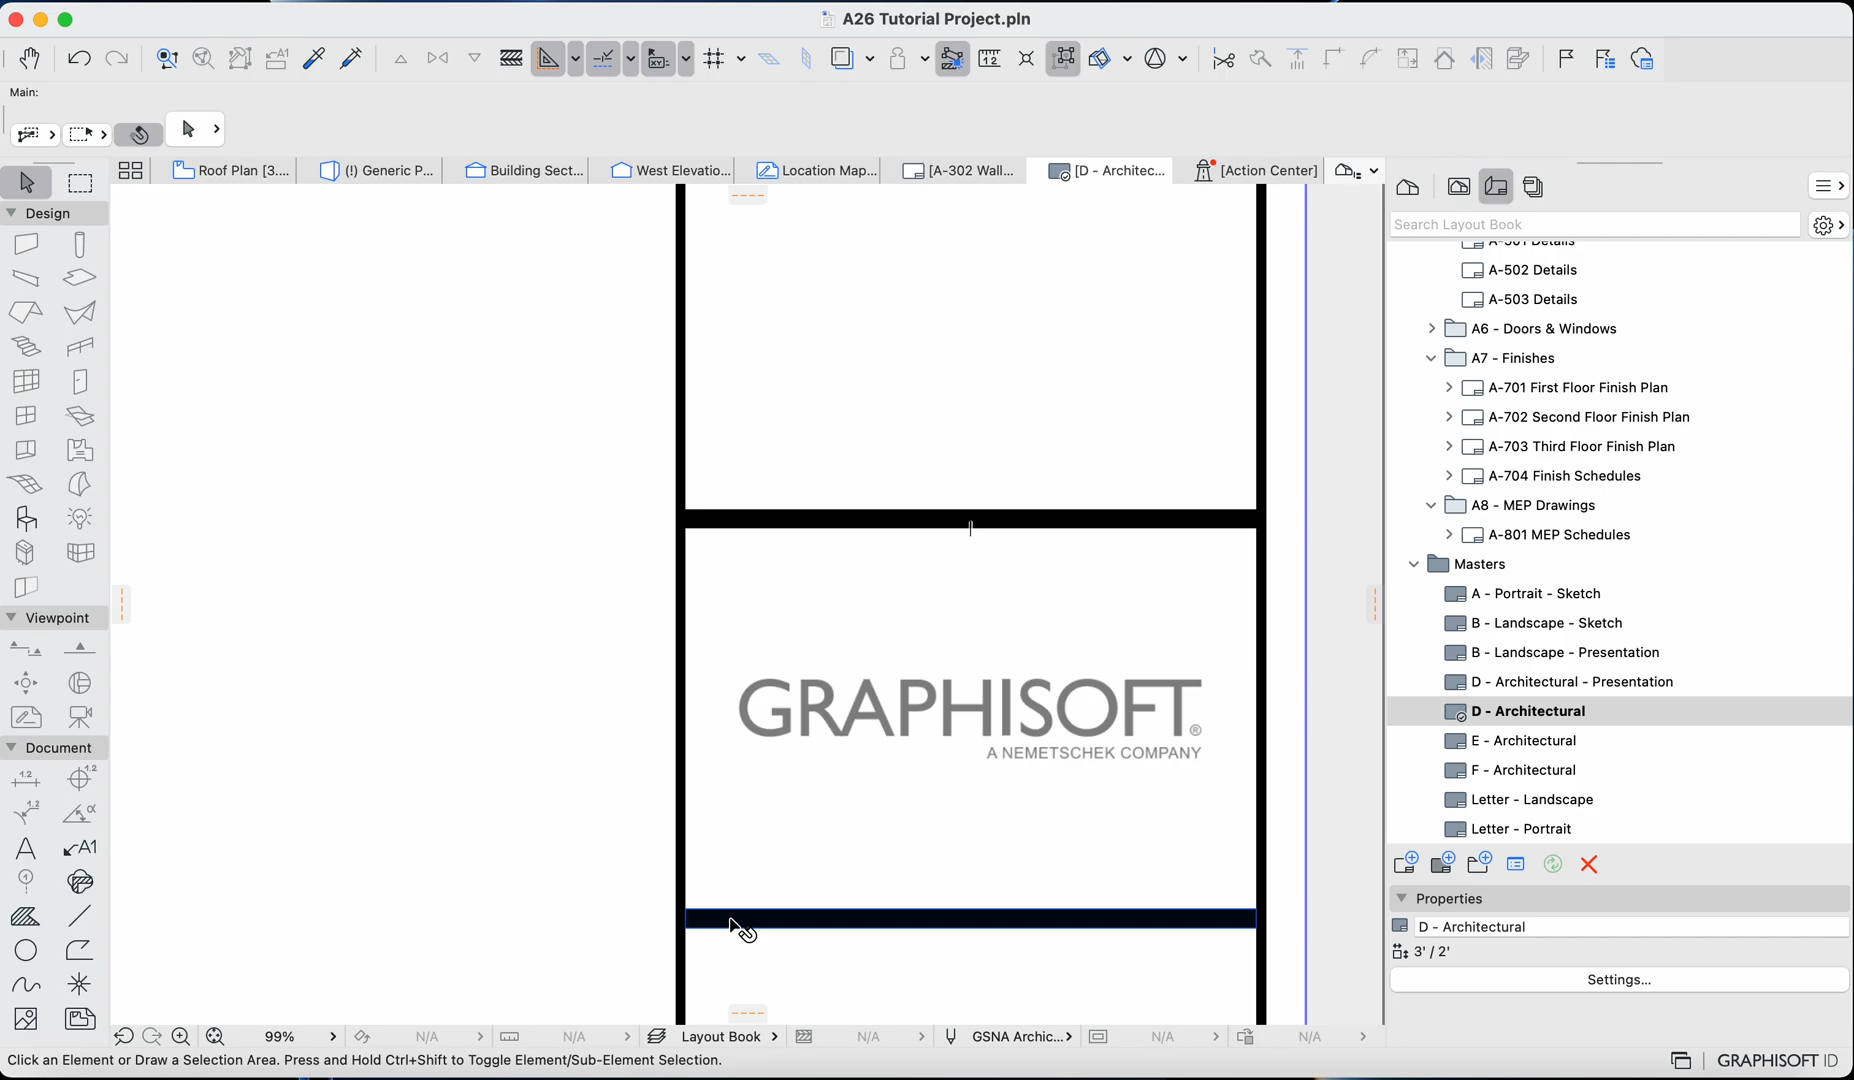 A26 Tutorial Project.pln
Main:
Roof Plan [3....
(!) Generic P...
Building Sect...
West Elevatio...
Location Map...
[A-302 Wall...
[D - Architec...
[Action Center]
Design
Viewpoint
Document
Search Layout Book
A-501 Details
A-502 Details
A-503 Details
A6 - Doors & Windows
A7 - Finishes
A-701 First Floor Finish Plan
A-702 Second Floor Finish Plan
A-703 Third Floor Finish Plan
A-704 Finish Schedules
A8 - MEP Drawings
A-801 MEP Schedules
Masters
A - Portrait - Sketch
B - Landscape - Sketch
B - Landscape - Presentation
D - Architectural - Presentation
D - Architectural
E - Architectural
F - Architectural
Letter - Landscape
Letter - Portrait
Properties
D - Architectural
3' / 2'
Settings...
GRAPHISOFT®
A NEMETSCHEK COMPANY
99%
N/A
N/A
Layout Book
N/A
GSNA Archic...
N/A
N/A
Click an Element or Draw a Selection Area. Press and Hold Ctrl+Shift to Toggle Element/Sub-Element Selection.
GRAPHISOFT ID